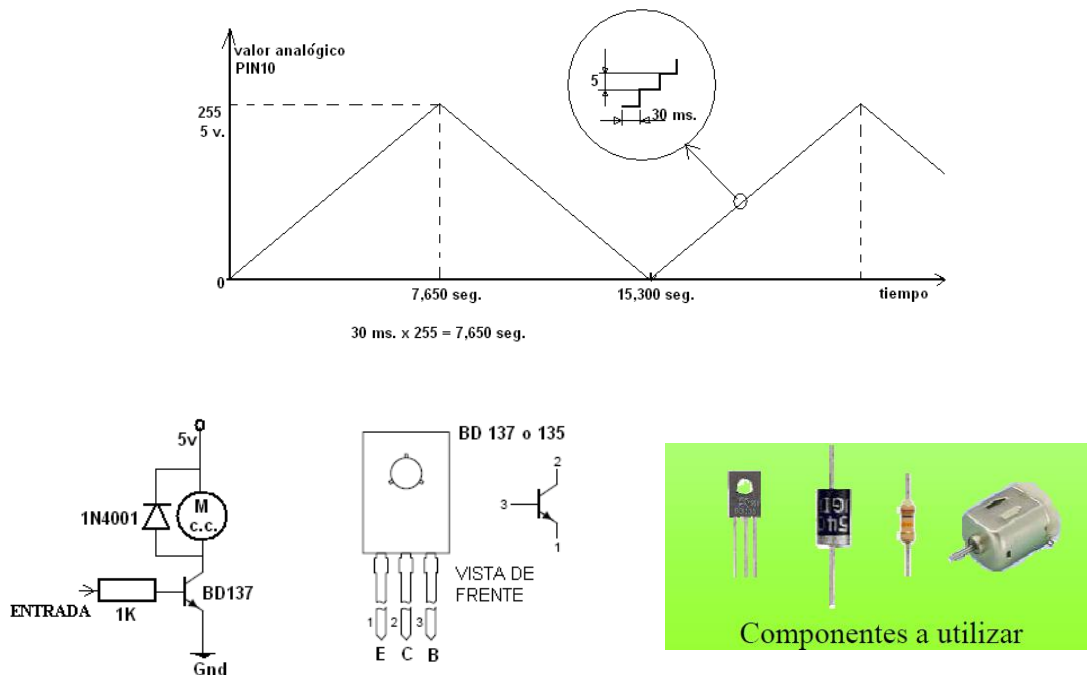 valor analógico
PIN10
255
5 v.
0
5
30 ms.
7,650 seg.
15,300 seg.
tiempo
30 ms. x 255 = 7,650 seg.
5v
1N4001
M
c.c.
ENTRADA
1K
BD137
Gnd
BD 137 o 135
2
3
1
VISTA DE
FRENTE
1
2
3
E C B
Componentes a utilizar